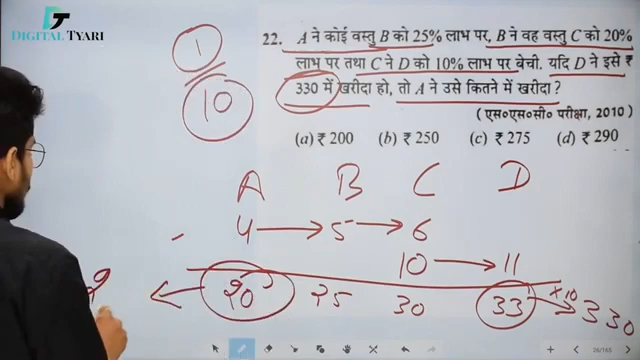 DIGITAL TYARI
1
10
22. A ने कोई वस्तु B को 25% लाभ पर, B ने वह वस्तु C को 20%
लाभ पर तथा C ने D को 10% लाभ पर बेची. यदि D ने इसे ₹
330 में खरीदा हो, तो A ने उसे कितने में खरीदा ?
(एस०एस०सी० परीक्षा, 2010)
(a) ₹ 200 (b) ₹ 250 (c) ₹ 275 (d) ₹ 290
A B C D
4 → 5 → 6
10 → 11
20 25 30 33 ×10 330
26/165